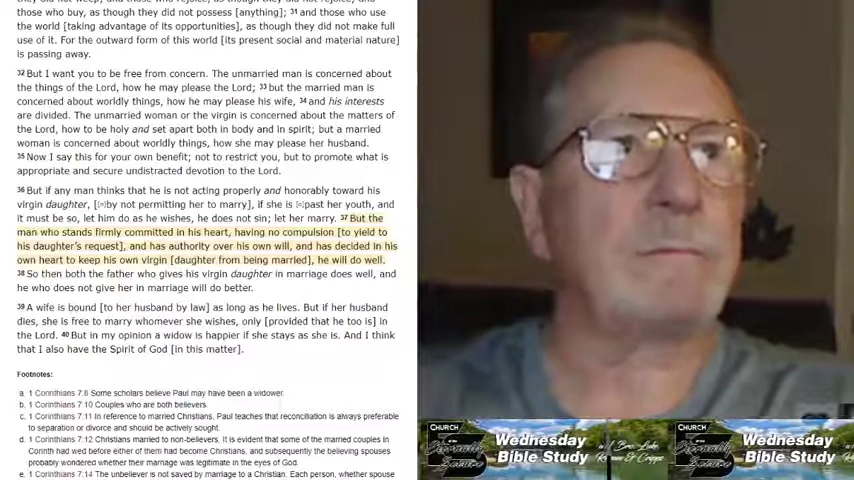 they did not weep; and those who rejoice, as though they did not rejoice; and
those who buy, as though they did not possess [anything]; 31 and those who use
the world [taking advantage of its opportunities], as though they did not make full
use of it. For the outward form of this world [its present social and material nature]
is passing away.
32 But I want you to be free from concern. The unmarried man is concerned about
the things of the Lord, how he may please the Lord; 33 but the married man is
concerned about worldly things, how he may please his wife, 34 and his interests
are divided. The unmarried woman or the virgin is concerned about the matters of
the Lord, how to be holy and set apart both in body and in spirit; but a married
woman is concerned about worldly things, how she may please her husband.
35 Now I say this for your own benefit; not to restrict you, but to promote what is
appropriate and secure undistracted devotion to the Lord.
36 But if any man thinks that he is not acting properly and honorably toward his
virgin daughter, [by not permitting her to marry], if she is past her youth, and
it must be so, let him do as he wishes, he does not sin; let her marry. 37 But the
man who stands firmly committed in his heart, having no compulsion [to yield to
his daughter's request], and has authority over his own will, and has decided in his
own heart to keep his own virgin [daughter from being married], he will do well.
38 So then both the father who gives his virgin daughter in marriage does well, and
he who does not give her in marriage will do better.
39 A wife is bound [to her husband by law] as long as he lives. But if her husband
dies, she is free to marry whomever she wishes, only [provided that he too is] in
the Lord. 40 But in my opinion a widow is happier if she stays as she is. And I think
that I also have the Spirit of God [in this matter].
Footnotes:
a. 1 Corinthians 7:8 Some scholars believe Paul may have been a widower.
b. 1 Corinthians 7:10 Couples who are both believers.
c. 1 Corinthians 7:11 In reference to married Christians, Paul teaches that reconciliation is always preferable
to separation or divorce and should be actively sought.
d. 1 Corinthians 7:12 Christians married to non-believers. It is evident that some of the married couples in
Corinth had wed before either of them had become Christians, and subsequently the believing spouses
probably wondered whether their marriage was legitimate in the eyes of God.
e. 1 Corinthians 7:14 The unbeliever is not saved by marriage to a Christian. Each person, whether spouse
CHURCH
Eternally
Secure
Wednesday
Bible Study
CHURCH
Eternally
Secure
Wednesday
Bible Study